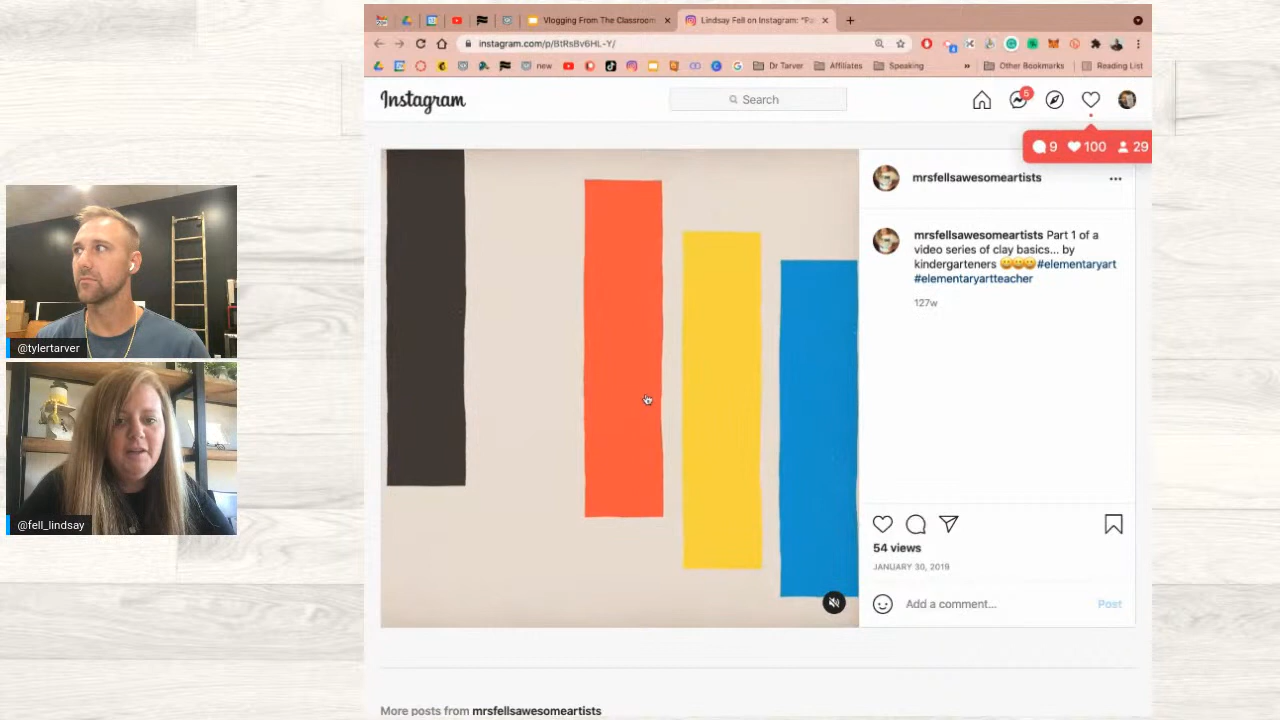 Vlogging From The Classroom
Lindsay Fell on Instagram: "Pa
instagram.com/p/BtRsBv6HL-Y/
new
Dr Tarver
Affiliates
Speaking
»
Other Bookmarks
Reading List
Instagram
Search
5
9
100
29
mrsfellsawesomeartists
mrsfellsawesomeartists Part 1 of a
video series of clay basics... by
kindergarteners 😀😀😀 #elementaryart
#elementaryartteacher
127w
54 views
JANUARY 30, 2019
Add a comment...
Post
More posts from mrsfellsawesomeartists
@tylertarver
@fell_lindsay